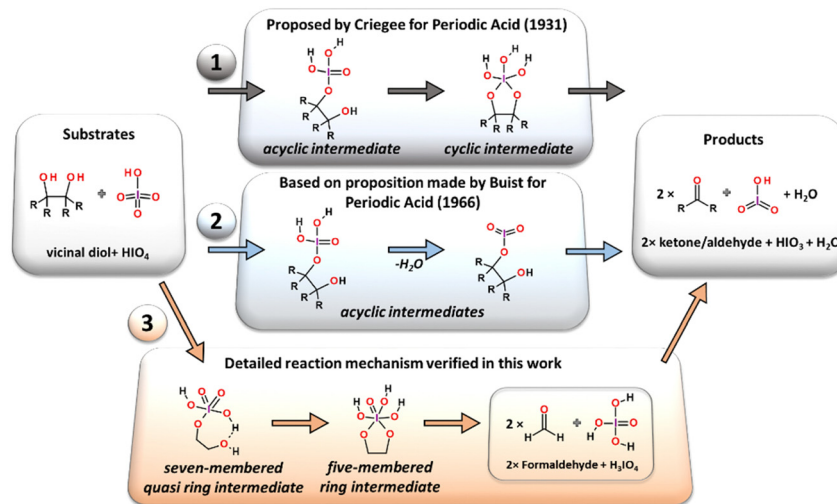 Proposed by Criegee for Periodic Acid (1931)
1
acyclic intermediate
cyclic intermediate
Substrates
vicinal diol+ HIO₄
Based on proposition made by Buist for
Periodic Acid (1966)
2
-H₂O
acyclic intermediates
Products
2 ×
+ H₂O
2× ketone/aldehyde + HIO₃ + H₂O
3
Detailed reaction mechanism verified in this work
seven-membered
quasi ring intermediate
five-membered
ring intermediate
2 ×
2× Formaldehyde + H₃IO₄